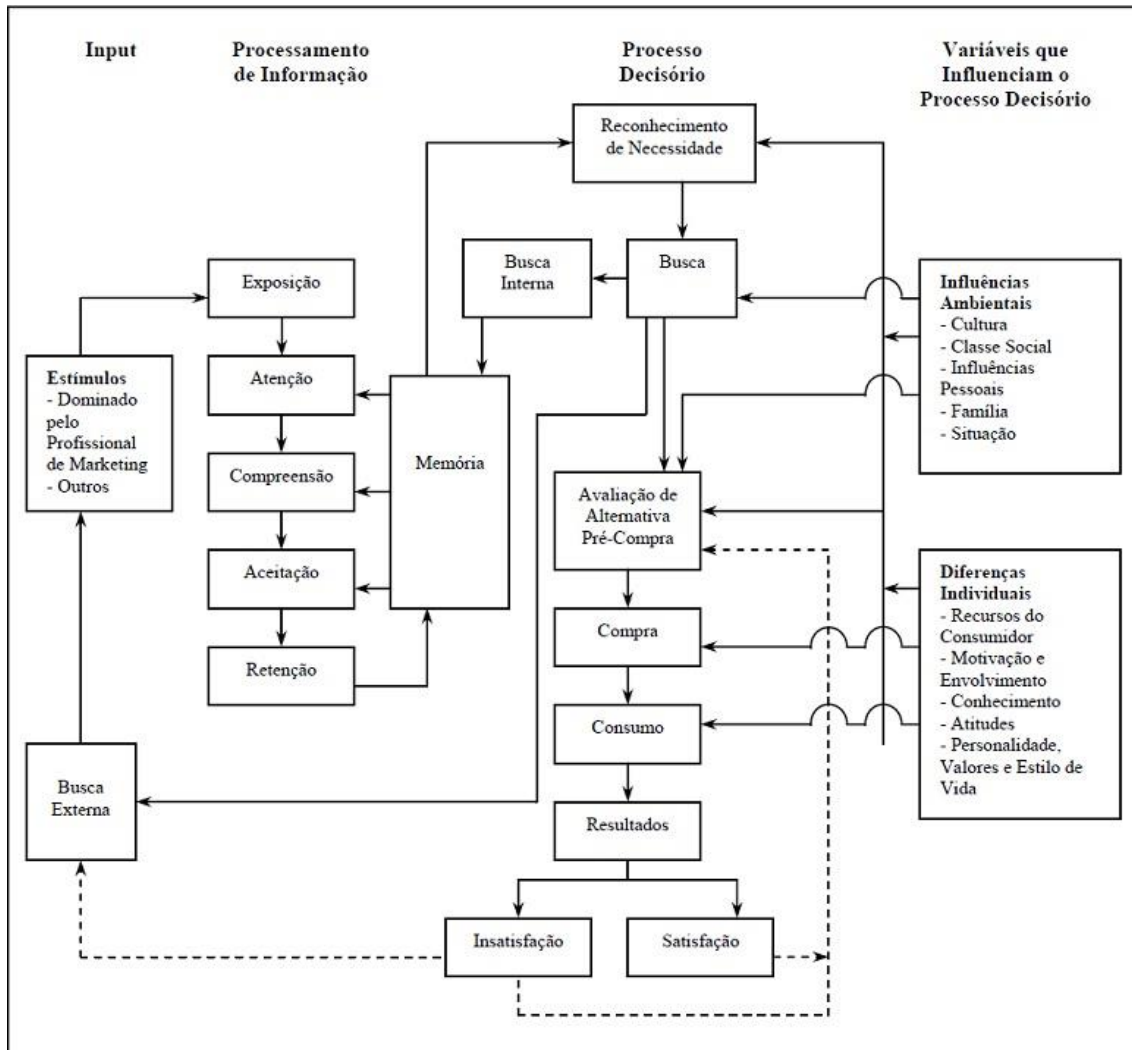 Input
Processamento
de Informação
Processo
Decisório
Variáveis que
Influenciam o
Processo Decisório
Reconhecimento
de Necessidade
Busca
Interna
Busca
Exposição
Influências
Ambientais
- Cultura
- Classe Social
- Influências
Pessoais
- Família
- Situação
Estímulos
- Dominado
pelo
Profissional
de Marketing
- Outros
Atenção
Memória
Compreensão
Avaliação de
Alternativa
Pré-Compra
Aceitação
Diferenças
Individuais
- Recursos do
Consumidor
- Motivação e
Envolvimento
- Conhecimento
- Atitudes
- Personalidade,
Valores e Estilo de
Vida
Compra
Retenção
Consumo
Busca
Externa
Resultados
Insatisfação
Satisfação